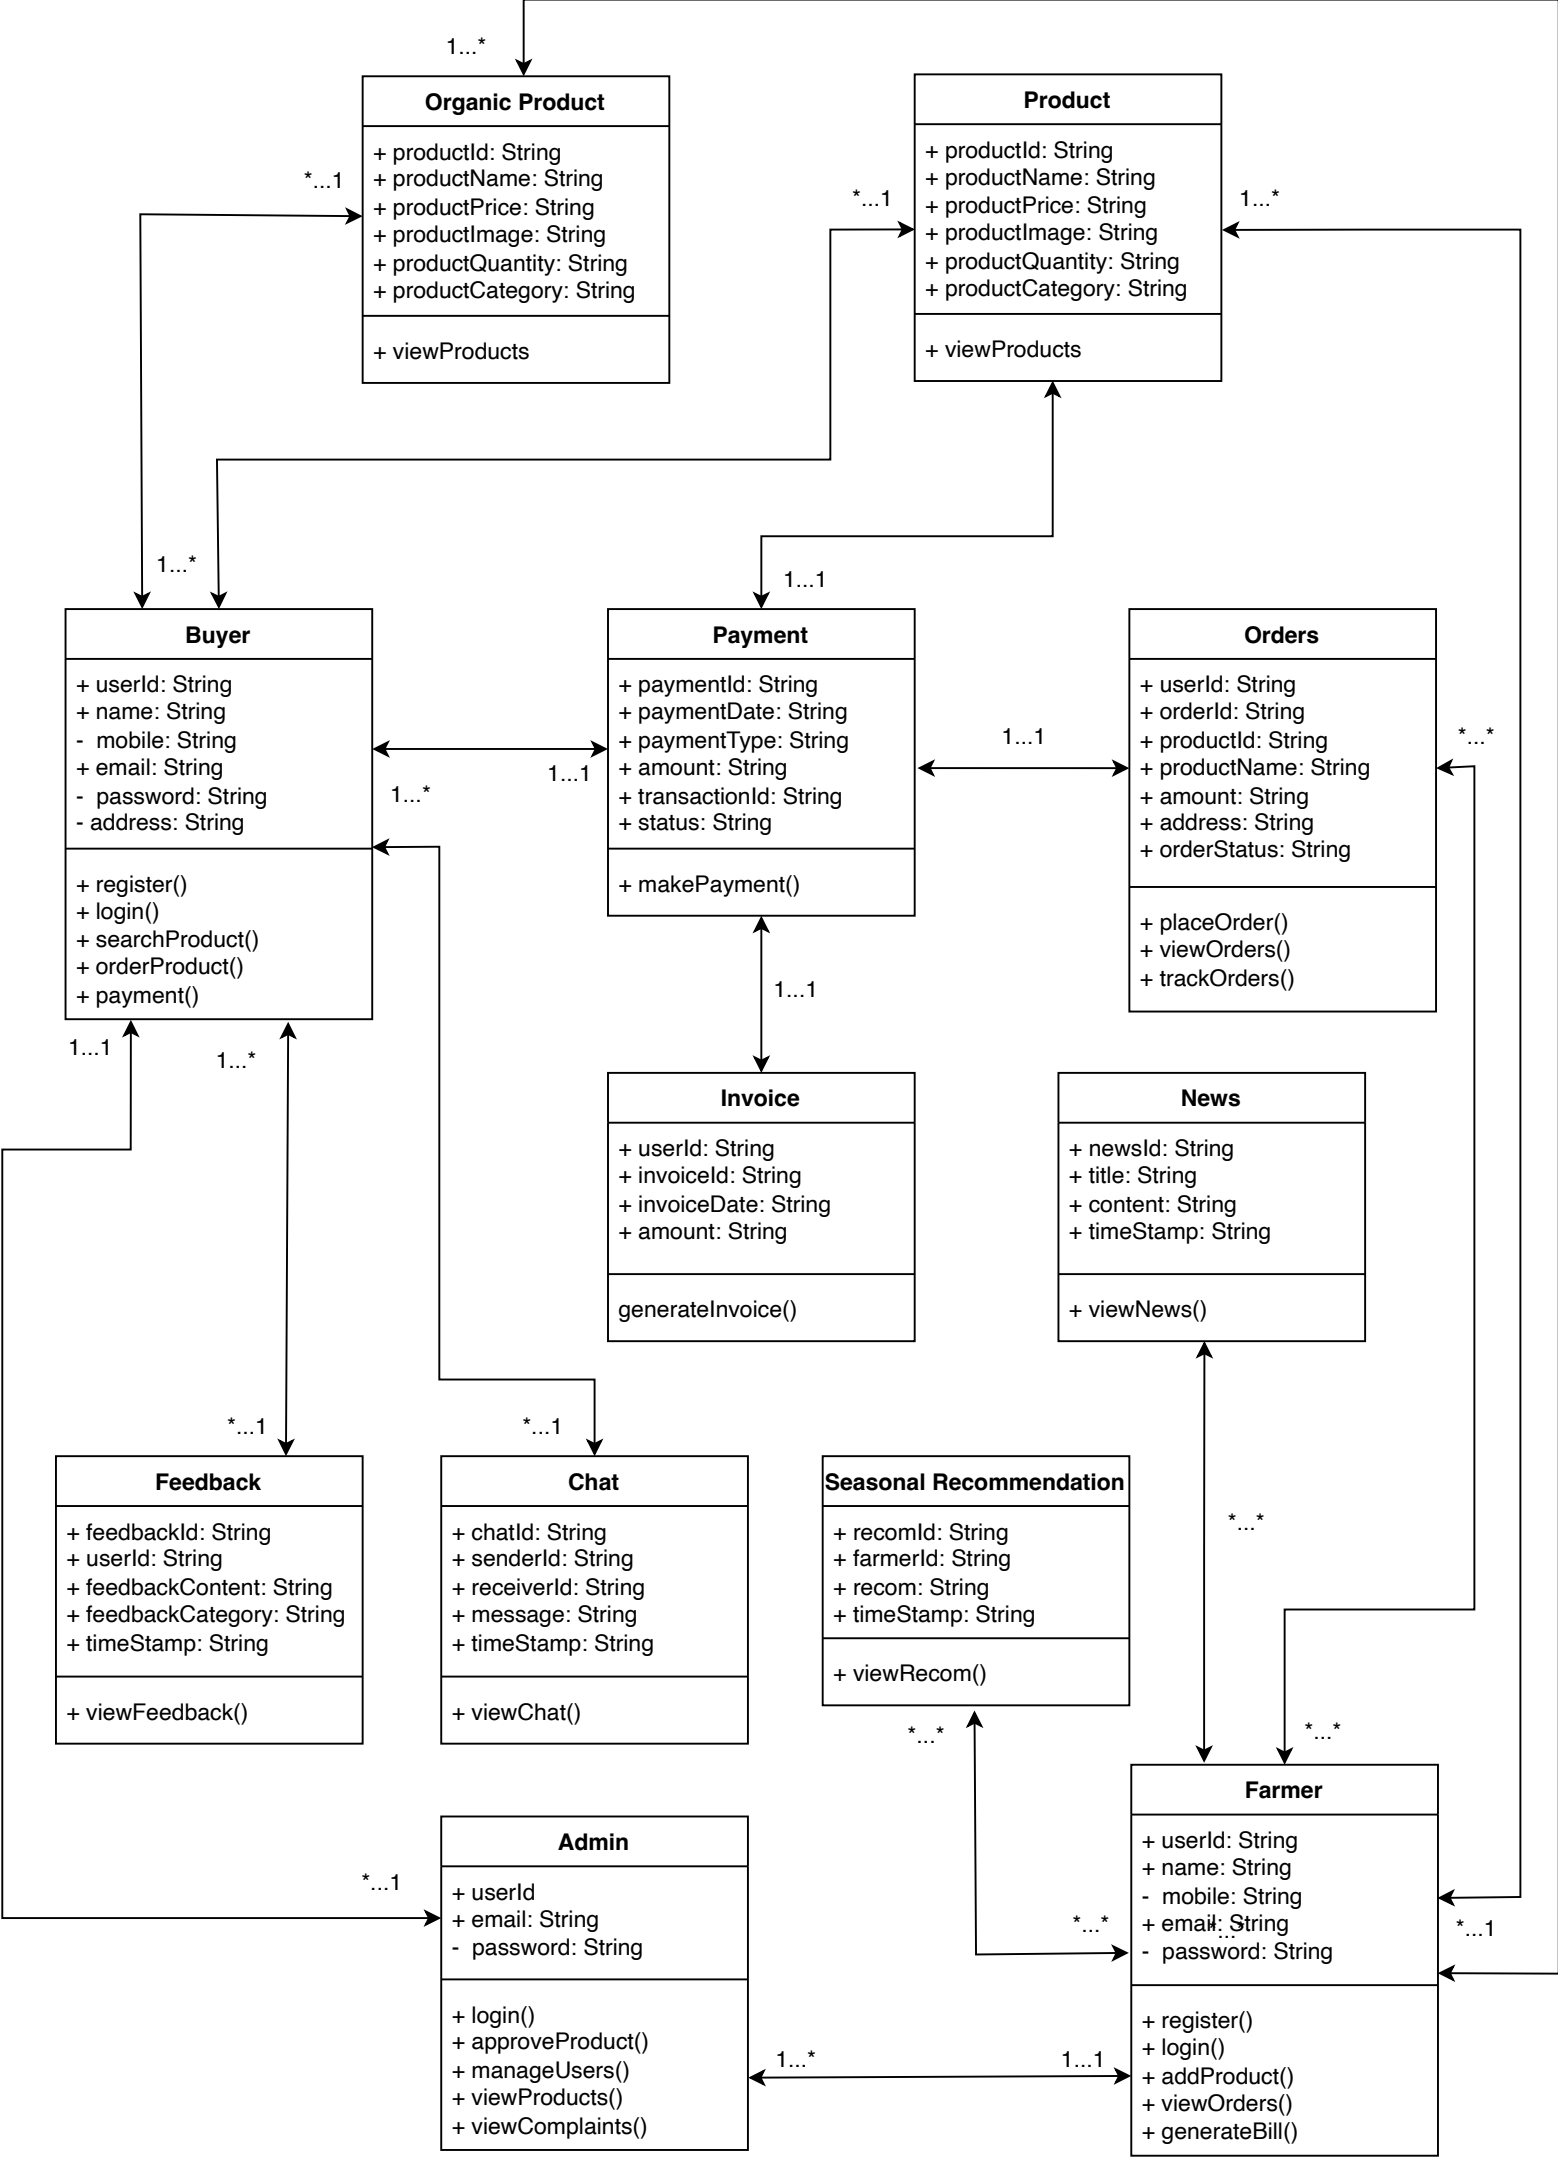 1...*
Organic Product
+ productId: String
+ productName: String
+ productPrice: String
+ productImage: String
+ productQuantity: String
+ productCategory: String
+ viewProducts
*...1
Product
+ productId: String
+ productName: String
+ productPrice: String
+ productImage: String
+ productQuantity: String
+ productCategory: String
+ viewProducts
*...1
1...*
1...*
1...1
Buyer
+ userId: String
+ name: String
- mobile: String
+ email: String
- password: String
- address: String
+ register()
+ login()
+ searchProduct()
+ orderProduct()
+ payment()
1...1
1...*
Payment
+ paymentId: String
+ paymentDate: String
+ paymentType: String
+ amount: String
+ transactionId: String
+ status: String
+ makePayment()
1...1
Orders
+ userId: String
+ orderId: String
+ productId: String
+ productName: String
+ amount: String
+ address: String
+ orderStatus: String
+ placeOrder()
+ viewOrders()
+ trackOrders()
*...*
1...1
1...*
1...1
Invoice
+ userId: String
+ invoiceId: String
+ invoiceDate: String
+ amount: String
generateInvoice()
News
+ newsId: String
+ title: String
+ content: String
+ timeStamp: String
+ viewNews()
*...1
*...1
*...*
Feedback
+ feedbackId: String
+ userId: String
+ feedbackContent: String
+ feedbackCategory: String
+ timeStamp: String
+ viewFeedback()
Chat
+ chatId: String
+ senderId: String
+ receiverId: String
+ message: String
+ timeStamp: String
+ viewChat()
Seasonal Recommendation
+ recomId: String
+ farmerId: String
+ recom: String
+ timeStamp: String
+ viewRecom()
*...*
*...*
Admin
+ userId
+ email: String
- password: String
+ login()
+ approveProduct()
+ manageUsers()
+ viewProducts()
+ viewComplaints()
*...1
1...*
1...1
*...*
Farmer
+ userId: String
+ name: String
- mobile: String
+ email: String
*...*
- password: String
+ register()
+ login()
+ addProduct()
+ viewOrders()
+ generateBill()
*...1